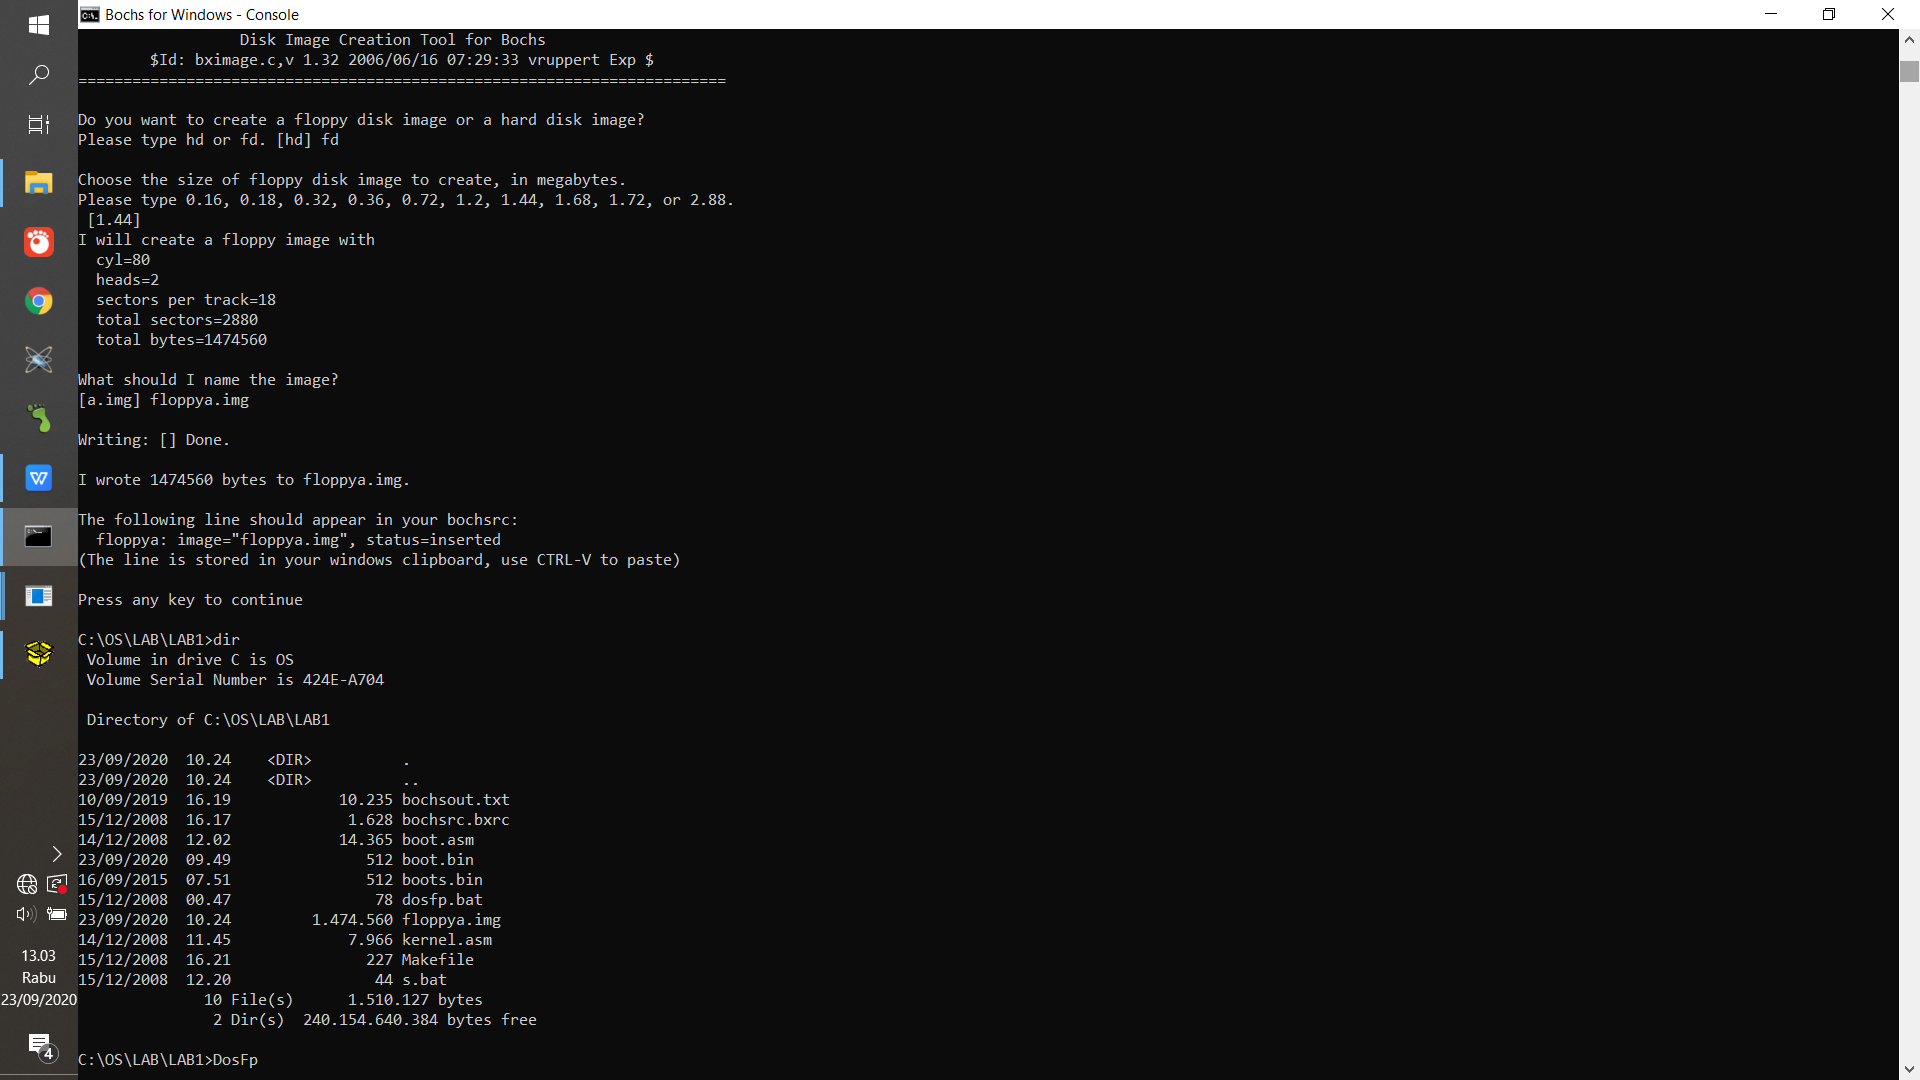 Bochs for Windows - Console
Disk Image Creation Tool for Bochs
$Id: bximage.c,v 1.32 2006/06/16 07:29:33 vruppert Exp $
========================================================================
Do you want to create a floppy disk image or a hard disk image?
Please type hd or fd. [hd] fd
Choose the size of floppy disk image to create, in megabytes.
Please type 0.16, 0.18, 0.32, 0.36, 0.72, 1.2, 1.44, 1.68, 1.72, or 2.88.
[1.44]
I will create a floppy image with
cyl=80
heads=2
sectors per track=18
total sectors=2880
total bytes=1474560
What should I name the image?
[a.img] floppya.img
Writing: [] Done.
I wrote 1474560 bytes to floppya.img.
The following line should appear in your bochsrc:
floppya: image="floppya.img", status=inserted
(The line is stored in your windows clipboard, use CTRL-V to paste)
Press any key to continue
C:\OS\LAB\LAB1>dir
Volume in drive C is OS
Volume Serial Number is 424E-A704
Directory of C:\OS\LAB\LAB1
23/09/2020  10.24    <DIR>          .
23/09/2020  10.24    <DIR>          ..
10/09/2019  16.19            10.235 bochsout.txt
15/12/2008  16.17             1.628 bochsrc.bxrc
14/12/2008  12.02            14.365 boot.asm
23/09/2020  09.49               512 boot.bin
16/09/2015  07.51               512 boots.bin
15/12/2008  00.47                78 dosfp.bat
23/09/2020  10.24         1.474.560 floppya.img
14/12/2008  11.45             7.966 kernel.asm
15/12/2008  16.21               227 Makefile
15/12/2008  12.20                44 s.bat
10 File(s)      1.510.127 bytes
2 Dir(s)  240.154.640.384 bytes free
C:\OS\LAB\LAB1>DosFp
13.03
Rabu
23/09/2020
4